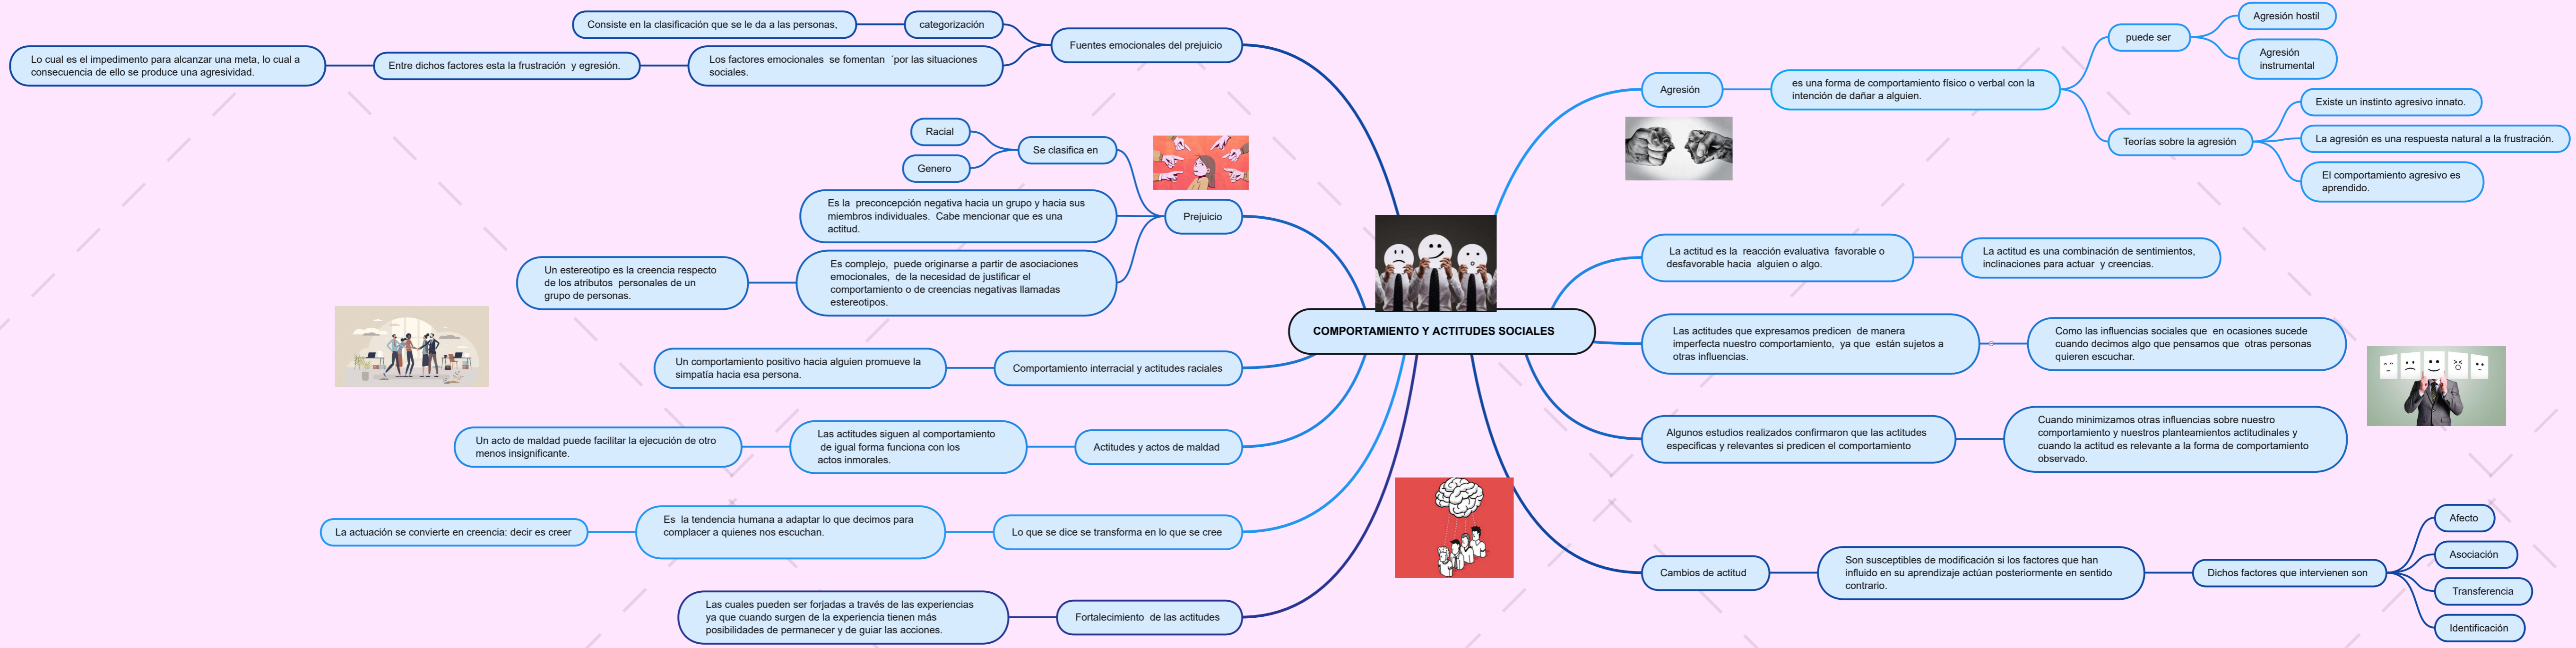 COMPORTAMIENTO Y ACTITUDES SOCIALES
Fuentes emocionales del prejuicio
categorización
Consiste en la clasificación que se le da a las personas,
Los factores emocionales se fomentan ´por las situaciones
sociales.
Entre dichos factores esta la frustración y egresión.
Lo cual es el impedimento para alcanzar una meta, lo cual a
consecuencia de ello se produce una agresividad.
Prejuicio
Se clasifica en
Racial
Genero
Es la preconcepción negativa hacia un grupo y hacia sus
miembros individuales. Cabe mencionar que es una
actitud.
Es complejo, puede originarse a partir de asociaciones
emocionales, de la necesidad de justificar el
comportamiento o de creencias negativas llamadas
estereotipos.
Un estereotipo es la creencia respecto
de los atributos personales de un
grupo de personas.
Comportamiento interracial y actitudes raciales
Un comportamiento positivo hacia alguien promueve la
simpatía hacia esa persona.
Actitudes y actos de maldad
Las actitudes siguen al comportamiento
de igual forma funciona con los
actos inmorales.
Un acto de maldad puede facilitar la ejecución de otro
menos insignificante.
Lo que se dice se transforma en lo que se cree
Es la tendencia humana a adaptar lo que decimos para
complacer a quienes nos escuchan.
La actuación se convierte en creencia: decir es creer
Fortalecimiento de las actitudes
Las cuales pueden ser forjadas a través de las experiencias
ya que cuando surgen de la experiencia tienen más
posibilidades de permanecer y de guiar las acciones.
Agresión
es una forma de comportamiento físico o verbal con la
intención de dañar a alguien.
puede ser
Agresión hostil
Agresión
instrumental
Teorías sobre la agresión
Existe un instinto agresivo innato.
La agresión es una respuesta natural a la frustración.
El comportamiento agresivo es
aprendido.
La actitud es la reacción evaluativa favorable o
desfavorable hacia alguien o algo.
La actitud es una combinación de sentimientos,
inclinaciones para actuar y creencias.
Las actitudes que expresamos predicen de manera
imperfecta nuestro comportamiento, ya que están sujetos a
otras influencias.
Como las influencias sociales que en ocasiones sucede
cuando decimos algo que pensamos que otras personas
quieren escuchar.
Algunos estudios realizados confirmaron que las actitudes
especificas y relevantes si predicen el comportamiento
Cuando minimizamos otras influencias sobre nuestro
comportamiento y nuestros planteamientos actitudinales y
cuando la actitud es relevante a la forma de comportamiento
observado.
Cambios de actitud
Son susceptibles de modificación si los factores que han
influido en su aprendizaje actúan posteriormente en sentido
contrario.
Dichos factores que intervienen son
Afecto
Asociación
Transferencia
Identificación